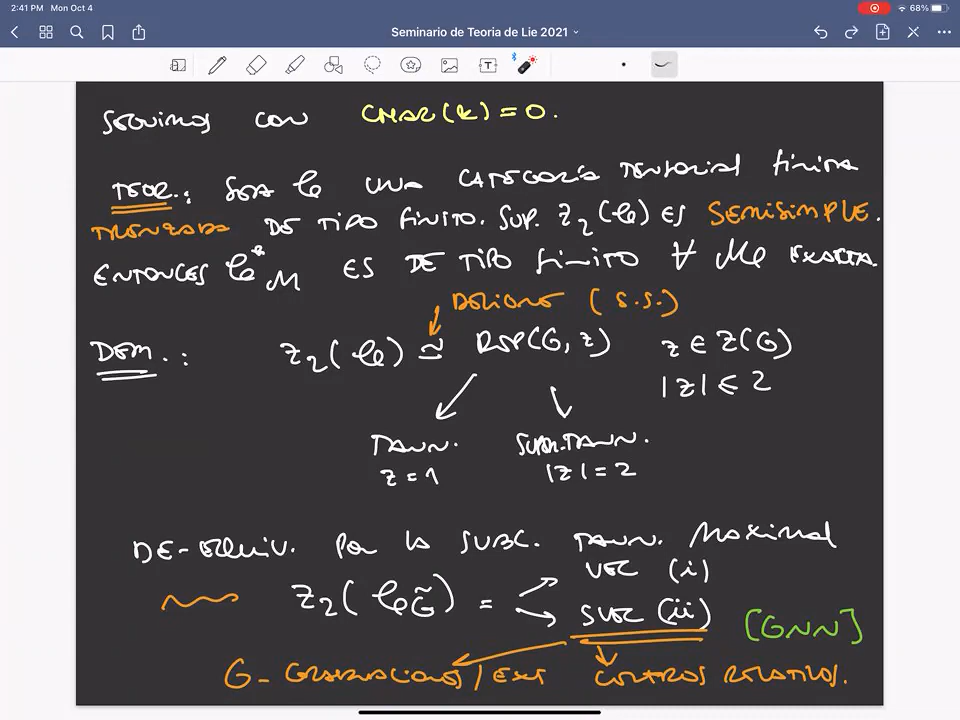 2:41 PM Mon Oct 4
68%
Seminario de Teoria de Lie 2021
SEGUIMOS CON CHAR(k) = 0.
TEOR.: SEA C UNA CATEGORÍA TENSORIAL FINITA
TRENZADA DE TIPO FINITO. SUP. Z₂(C) ES SEMISIMPLE.
ENTONCES C*_M ES DE TIPO FINITO ∀ M_C EXACTA.
DELIGNE (S.S.)
DEM.: Z₂(C) ≃ REP(G, z) z ∈ Z(G)
|z| ≤ 2
TANN. SUPER-TANN.
z = 1 |z| = 2
DE-EQUIV. POR LA SUBC. TANN. MAXIMAL
VEC (i)
Z₂(C_G̃) =
SVEC (ii) [GNN]
G-GRADUACIONES / EXT CENTROS RELATIVOS.